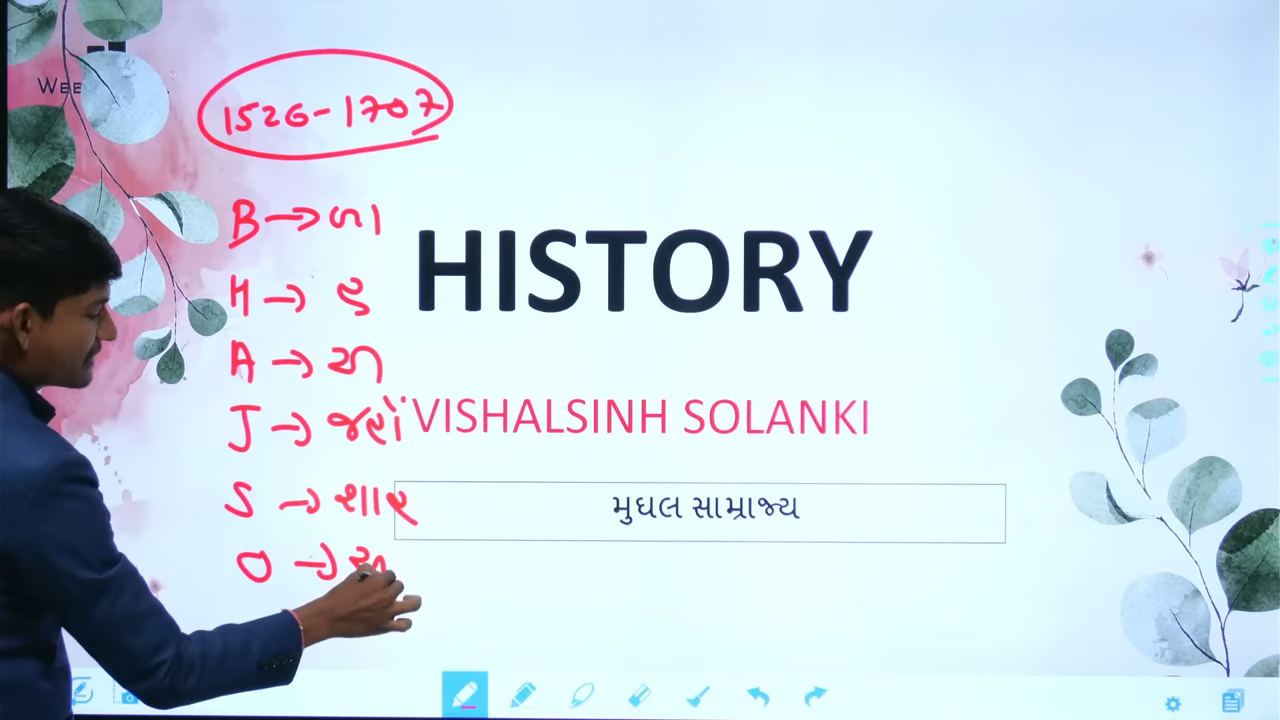 1526-1707
B→બા
H→હુ
A→અ
J→જહાઁ
S→શાહ
O→અ
HISTORY
VISHALSINH SOLANKI
મુઘલ સામ્રાજ્ય